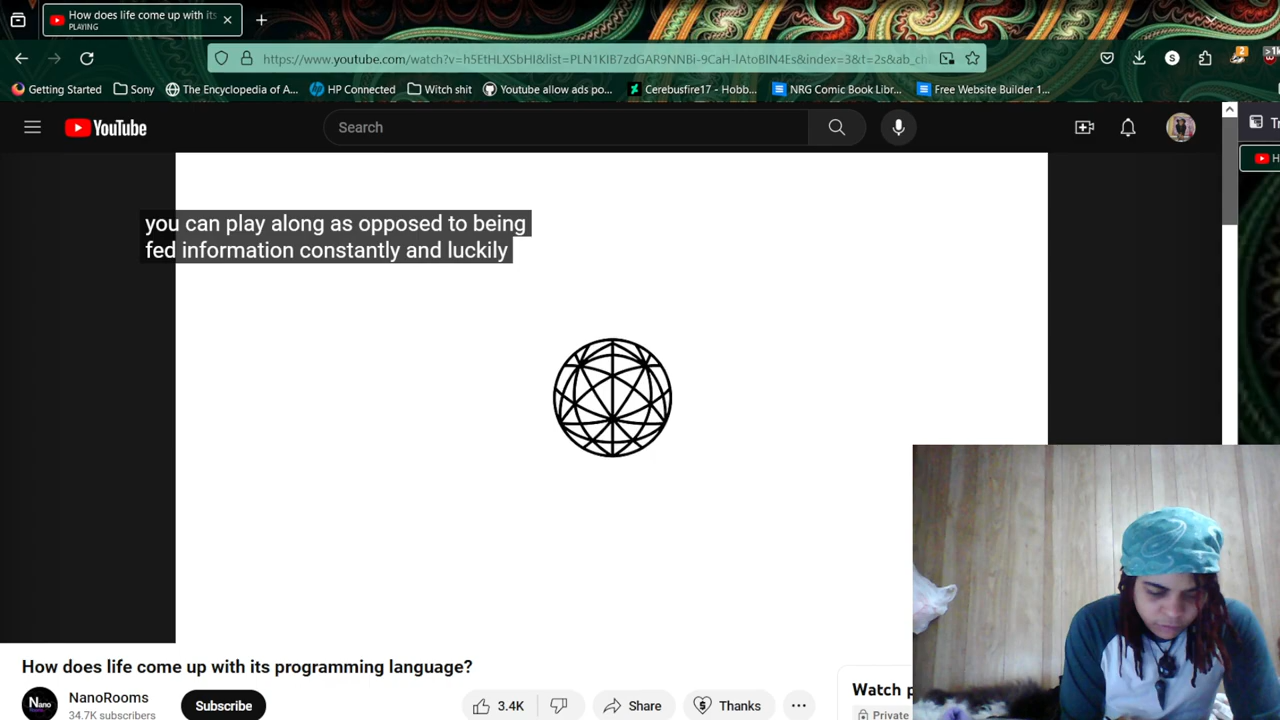 How does life come up with its
PLAYING
https://www.youtube.com/watch?v=h5EtHLXSbHI&list=PLN1KIB7zdGAR9NNBi-9CaH-lAtoBIN4Es&index=3&t=2s&ab_ch
2
Getting Started
Sony
The Encyclopedia of A...
HP Connected
Witch shit
Youtube allow ads po...
Cerebusfire17 - Hobb...
NRG Comic Book Libr...
Free Website Builder 1...
YouTube
Search
you can play along as opposed to being
fed information constantly and luckily
How does life come up with its programming language?
Nano
NanoRooms
34.7K subscribers
Subscribe
3.4K
Share
Thanks
Watch p
Private